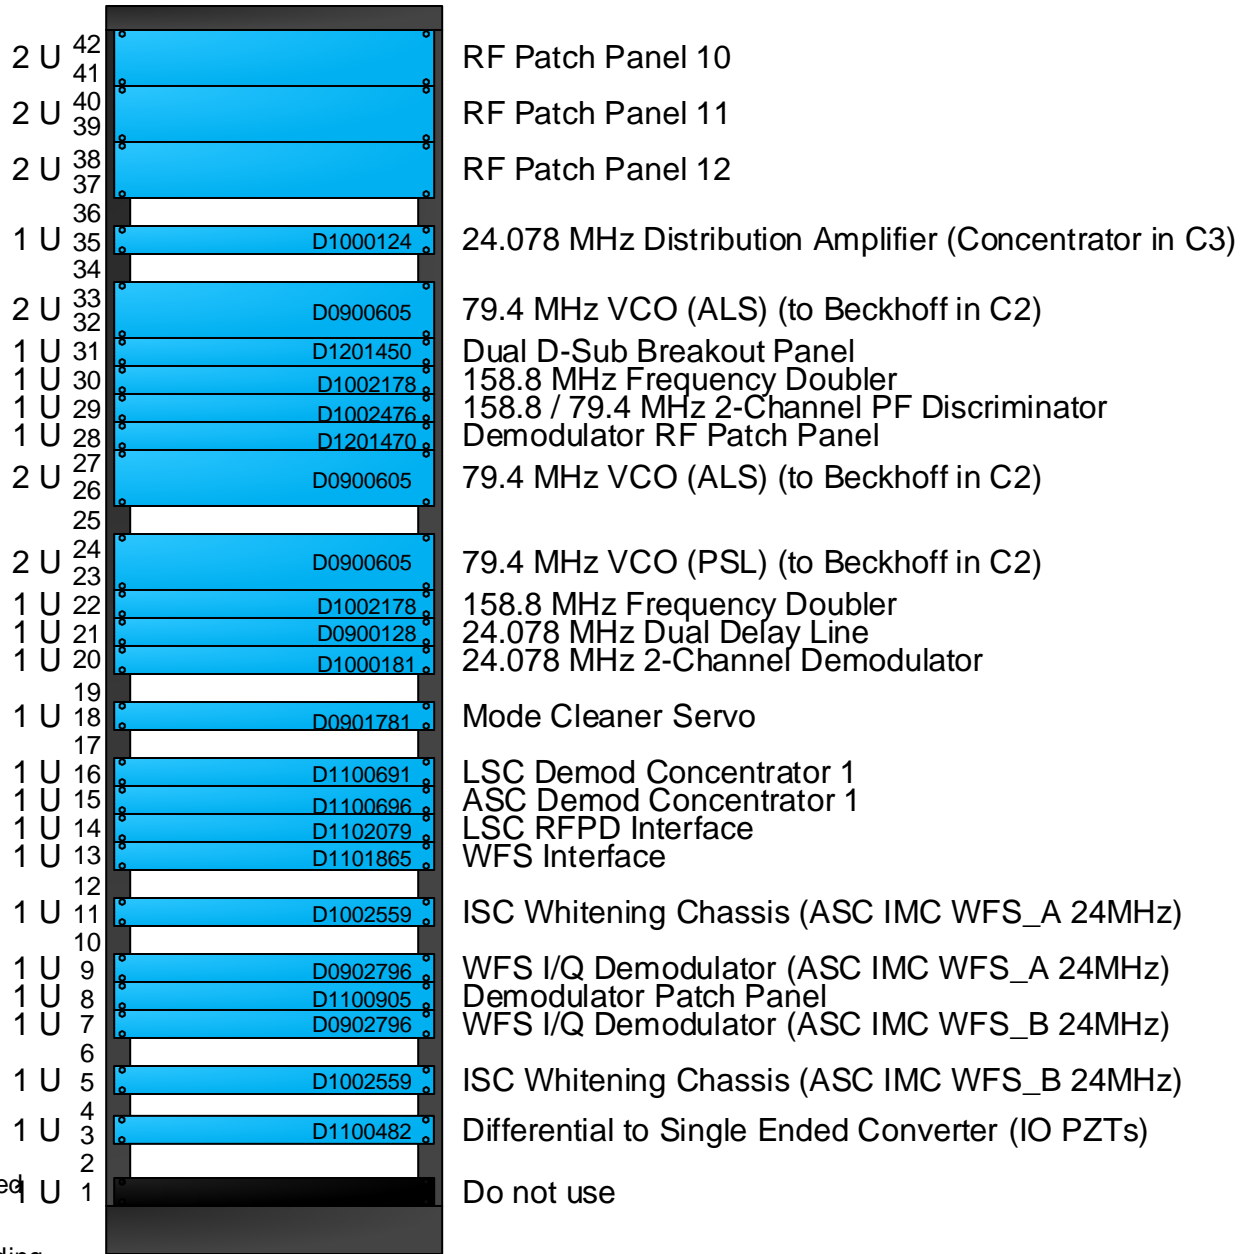 2 U 42 41 RF Patch Panel 10
2 U 40 39 RF Patch Panel 11
2 U 38 37 RF Patch Panel 12
36
1 U 35 D1000124 24.078 MHz Distribution Amplifier (Concentrator in C3)
34
2 U 33 32 D0900605 79.4 MHz VCO (ALS) (to Beckhoff in C2)
1 U 31 D1201450 Dual D-Sub Breakout Panel
1 U 30 D1002178 158.8 MHz Frequency Doubler
1 U 29 D1002476 158.8 / 79.4 MHz 2-Channel PF Discriminator
1 U 28 D1201470 Demodulator RF Patch Panel
2 U 27 26 D0900605 79.4 MHz VCO (ALS) (to Beckhoff in C2)
25
2 U 24 23 D0900605 79.4 MHz VCO (PSL) (to Beckhoff in C2)
1 U 22 D1002178 158.8 MHz Frequency Doubler
1 U 21 D0900128 24.078 MHz Dual Delay Line
1 U 20 D1000181 24.078 MHz 2-Channel Demodulator
19
1 U 18 D0901781 Mode Cleaner Servo
17
1 U 16 D1100691 LSC Demod Concentrator 1
1 U 15 D1100696 ASC Demod Concentrator 1
1 U 14 D1102079 LSC RFPD Interface
1 U 13 D1101865 WFS Interface
12
1 U 11 D1002559 ISC Whitening Chassis (ASC IMC WFS_A 24MHz)
10
1 U 9 D0902796 WFS I/Q Demodulator (ASC IMC WFS_A 24MHz)
1 U 8 D1100905 Demodulator Patch Panel
1 U 7 D0902796 WFS I/Q Demodulator (ASC IMC WFS_B 24MHz)
6
1 U 5 D1002559 ISC Whitening Chassis (ASC IMC WFS_B 24MHz)
4
1 U 3 D1100482 Differential to Single Ended Converter (IO PZTs)
2
1 U 1 Do not use